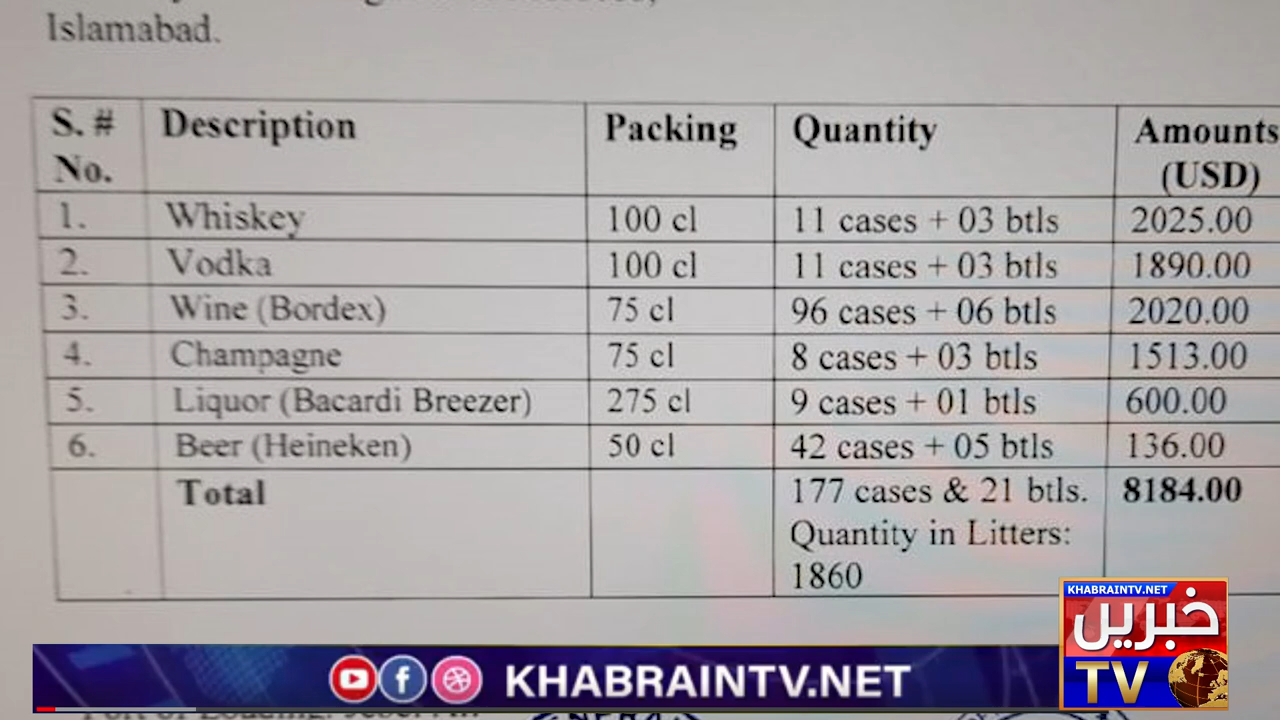 Islamabad.
S. # No. Description Packing Quantity Amounts (USD)
1. Whiskey 100 cl 11 cases + 03 btls 2025.00
2. Vodka 100 cl 11 cases + 03 btls 1890.00
3. Wine (Bordex) 75 cl 96 cases + 06 btls 2020.00
4. Champagne 75 cl 8 cases + 03 btls 1513.00
5. Liquor (Bacardi Breezer) 275 cl 9 cases + 01 btls 600.00
6. Beer (Heineken) 50 cl 42 cases + 05 btls 136.00
Total 177 cases & 21 btls. 8184.00
Quantity in Litters:
1860
KHABRAINTV.NET
خبریں
TV
KHABRAINTV.NET